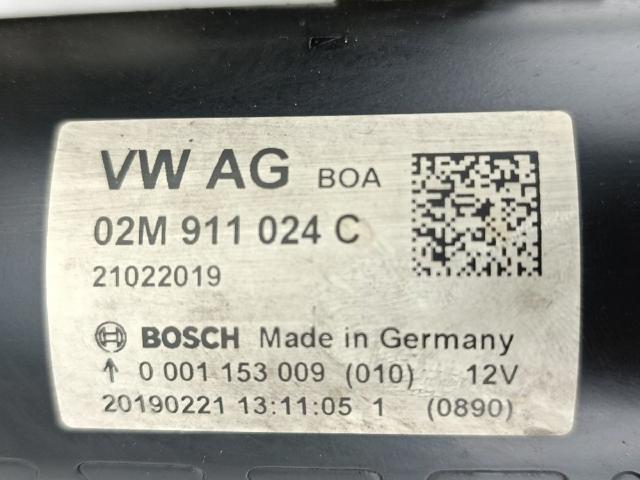 VW AG BOA
02M 911 024 C
21022019
BOSCH Made in Germany
↑ 0 001 153 009 (010) 12V
20190221 13:11:05 1 (0890)